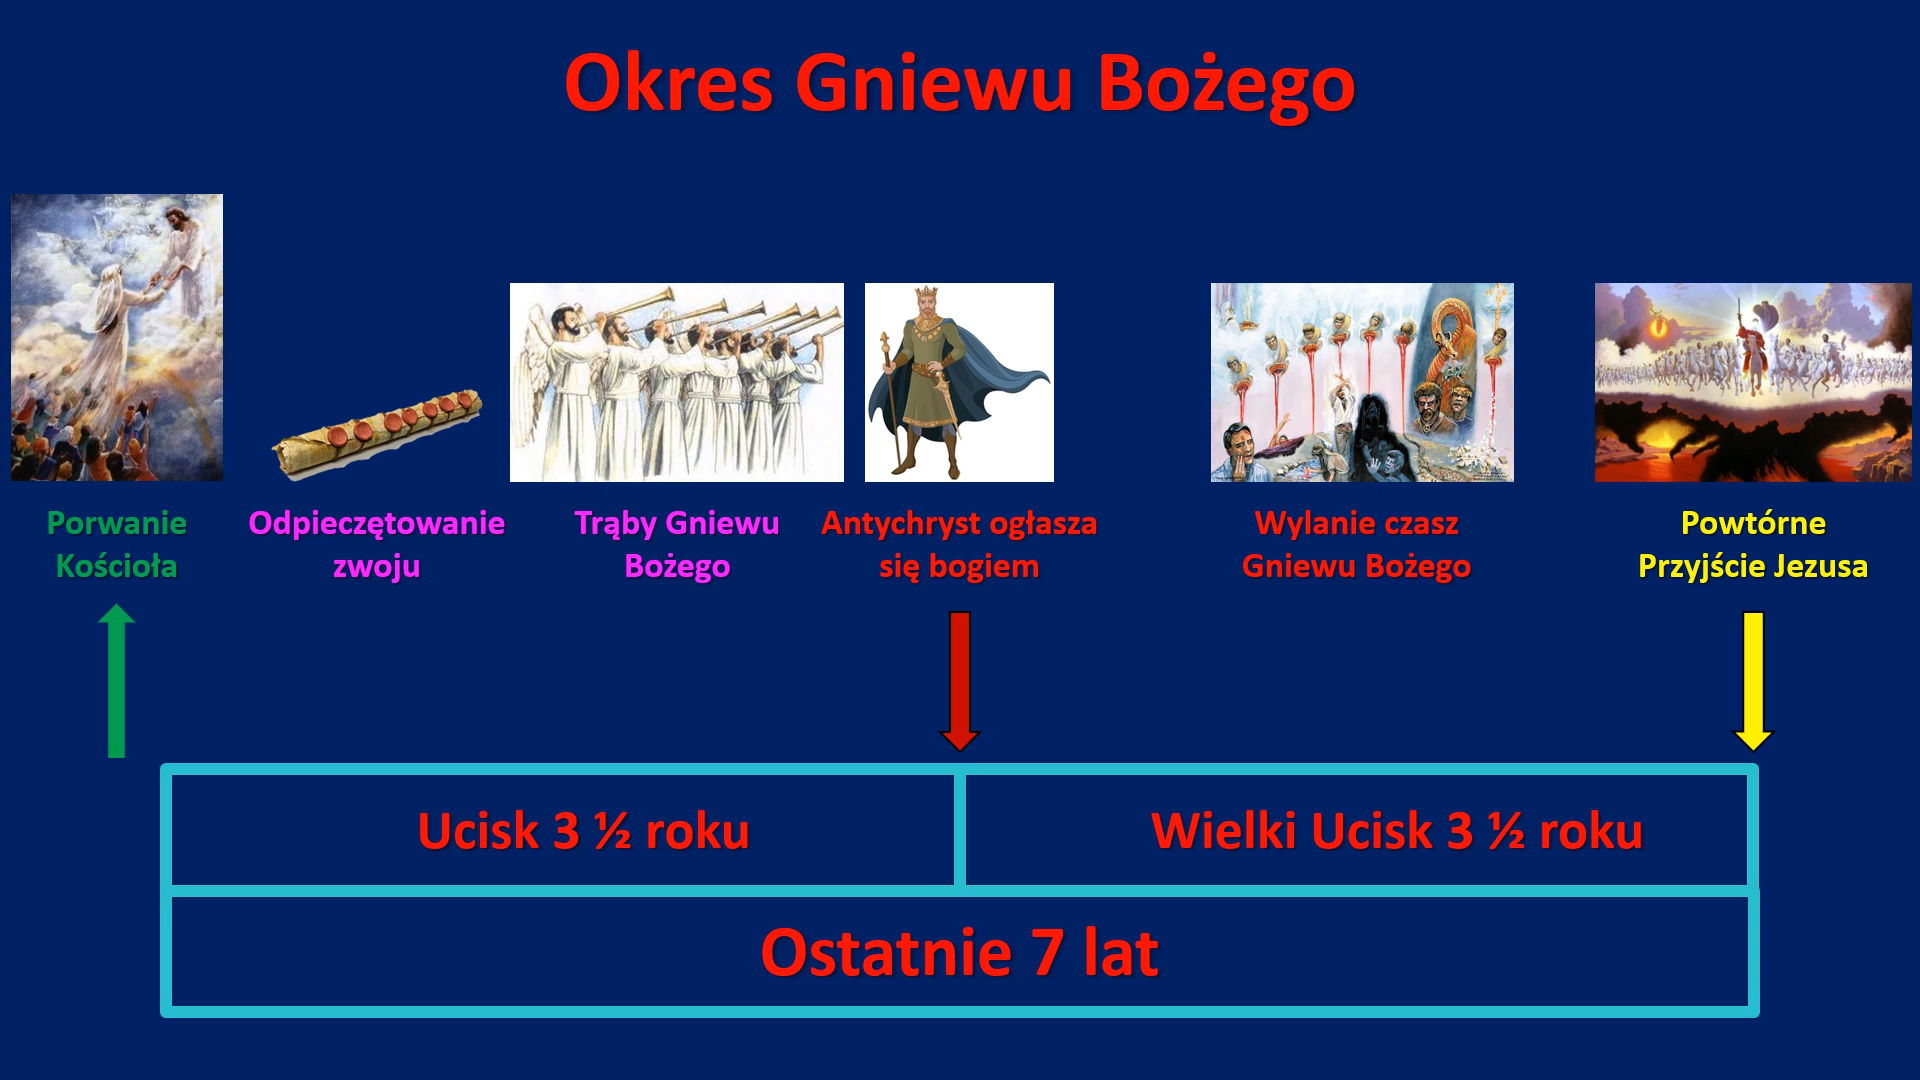 Okres Gniewu Bożego
Porwanie
Kościoła
Odpieczętowanie
zwoju
Trąby Gniewu
Bożego
Antychryst ogłasza
się bogiem
Wylanie czasz
Gniewu Bożego
Powtórne
Przyjście Jezusa
Ucisk 3 ½ roku
Wielki Ucisk 3 ½ roku
Ostatnie 7 lat